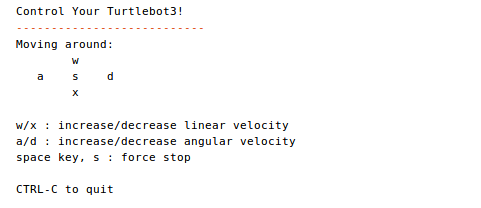 Control Your Turtlebot3!
---------------------------
Moving around:
        w
   a    s    d
        x

w/x : increase/decrease linear velocity
a/d : increase/decrease angular velocity
space key, s : force stop

CTRL-C to quit